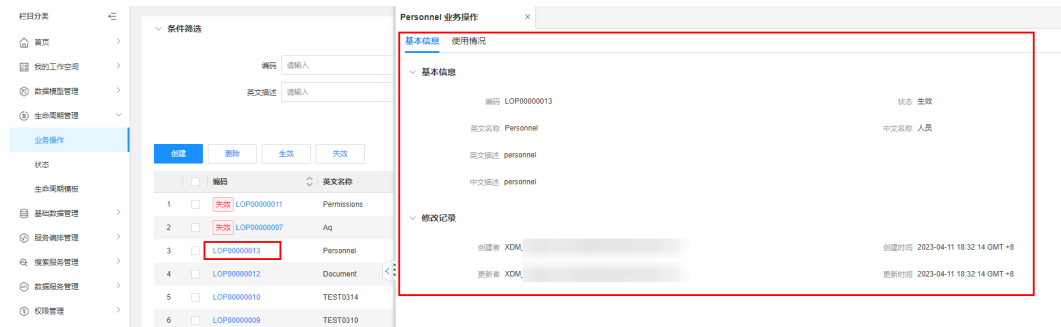 栏目分类
首页
我的工作空间
数据模型管理
生命周期管理
业务操作
状态
生命周期模板
基础数据管理
服务编排管理
搜索服务管理
数据服务管理
权限管理
条件筛选
编码 请输入
英文描述 请输入
创建 删除 生效 失效
编码 英文名称
1 失效 LOP00000011 Permissions
2 失效 LOP00000007 Aq
3 LOP00000013 Personnel
4 LOP00000012 Document
5 LOP00000010 TEST0314
6 LOP00000009 TEST0310
Personnel 业务操作 ×
基本信息 使用情况
基本信息
编码 LOP00000013 状态 生效
英文名称 Personnel 中文名称 人员
英文描述 personnel
中文描述 personnel
修改记录
创建者 XDM_ 创建时间 2023-04-11 18:32:14 GMT +8
更新者 XDM_ 更新时间 2023-04-11 18:32:14 GMT +8